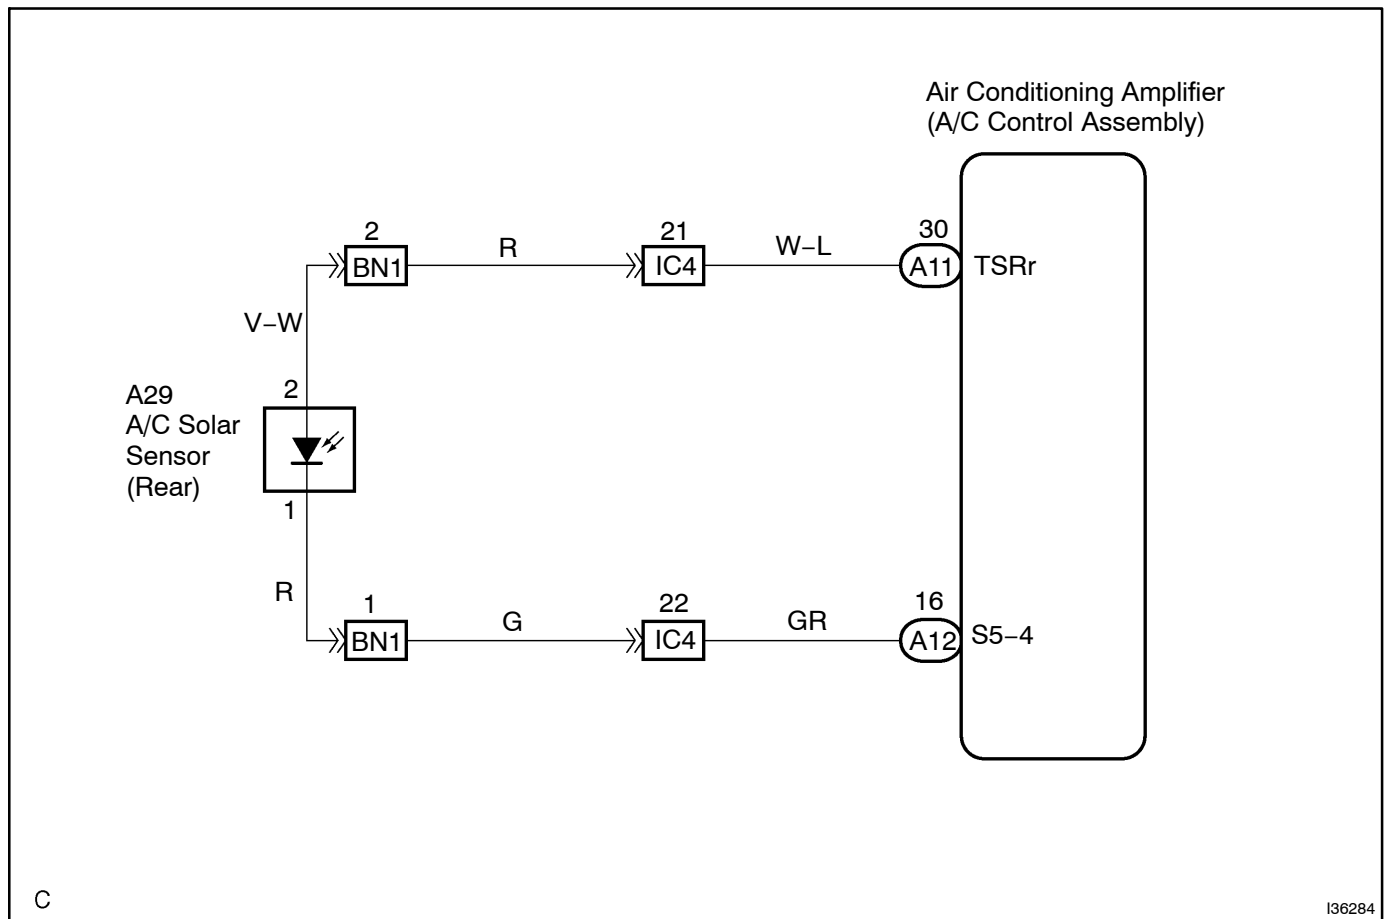 Air Conditioning Amplifier
(A/C Control Assembly)
2
R
21
W–L
30
BN1
IC4
A11
TSRr
V–W
2
A29
A/C Solar
Sensor
(Rear)
1
R
1
G
22
GR
16
BN1
IC4
A12
S5–4
C
I36284